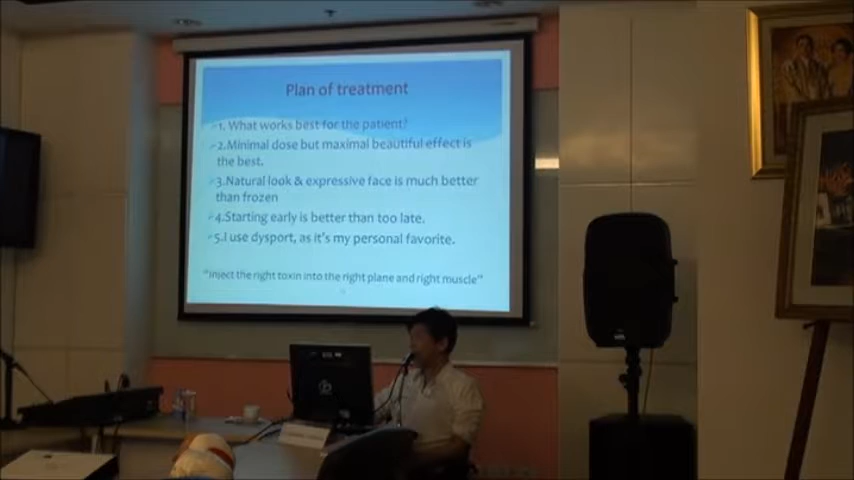 Plan of treatment
1. What works best for the patient?
2.Minimal dose but maximal beautiful effect is
the best.
3.Natural look & expressive face is much better
than frozen
4.Starting early is better than too late.
5.I use dysport, as it's my personal favorite.
"Inject the right toxin into the right plane and right muscle"